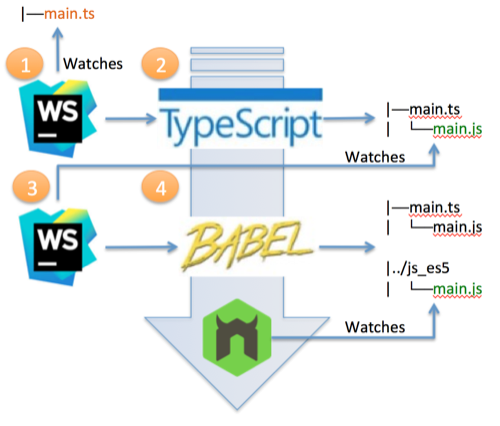 |—main.ts
1
Watches
2
WS
TypeScript
|—main.ts
| └—main.js
Watches
3
4
WS
BABEL
|—main.ts
| └—main.js
|../js_es5
| └—main.js
Watches